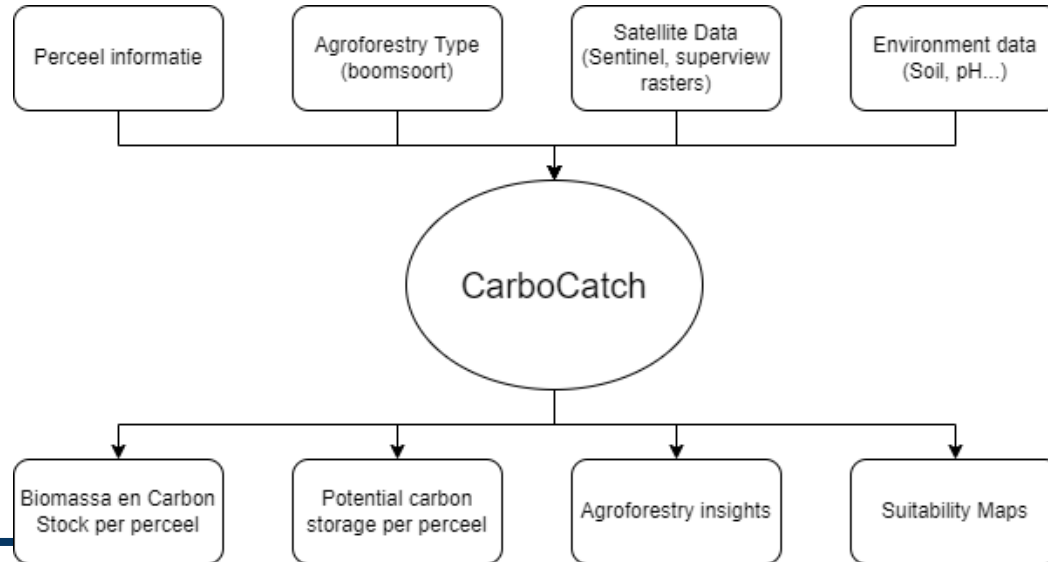 Perceel informatie
Agroforestry Type
(boomsoort)
Satellite Data
(Sentinel, superview
rasters)
Environment data
(Soil, pH...)
CarboCatch
Biomassa en Carbon
Stock per perceel
Potential carbon
storage per perceel
Agroforestry insights
Suitability Maps